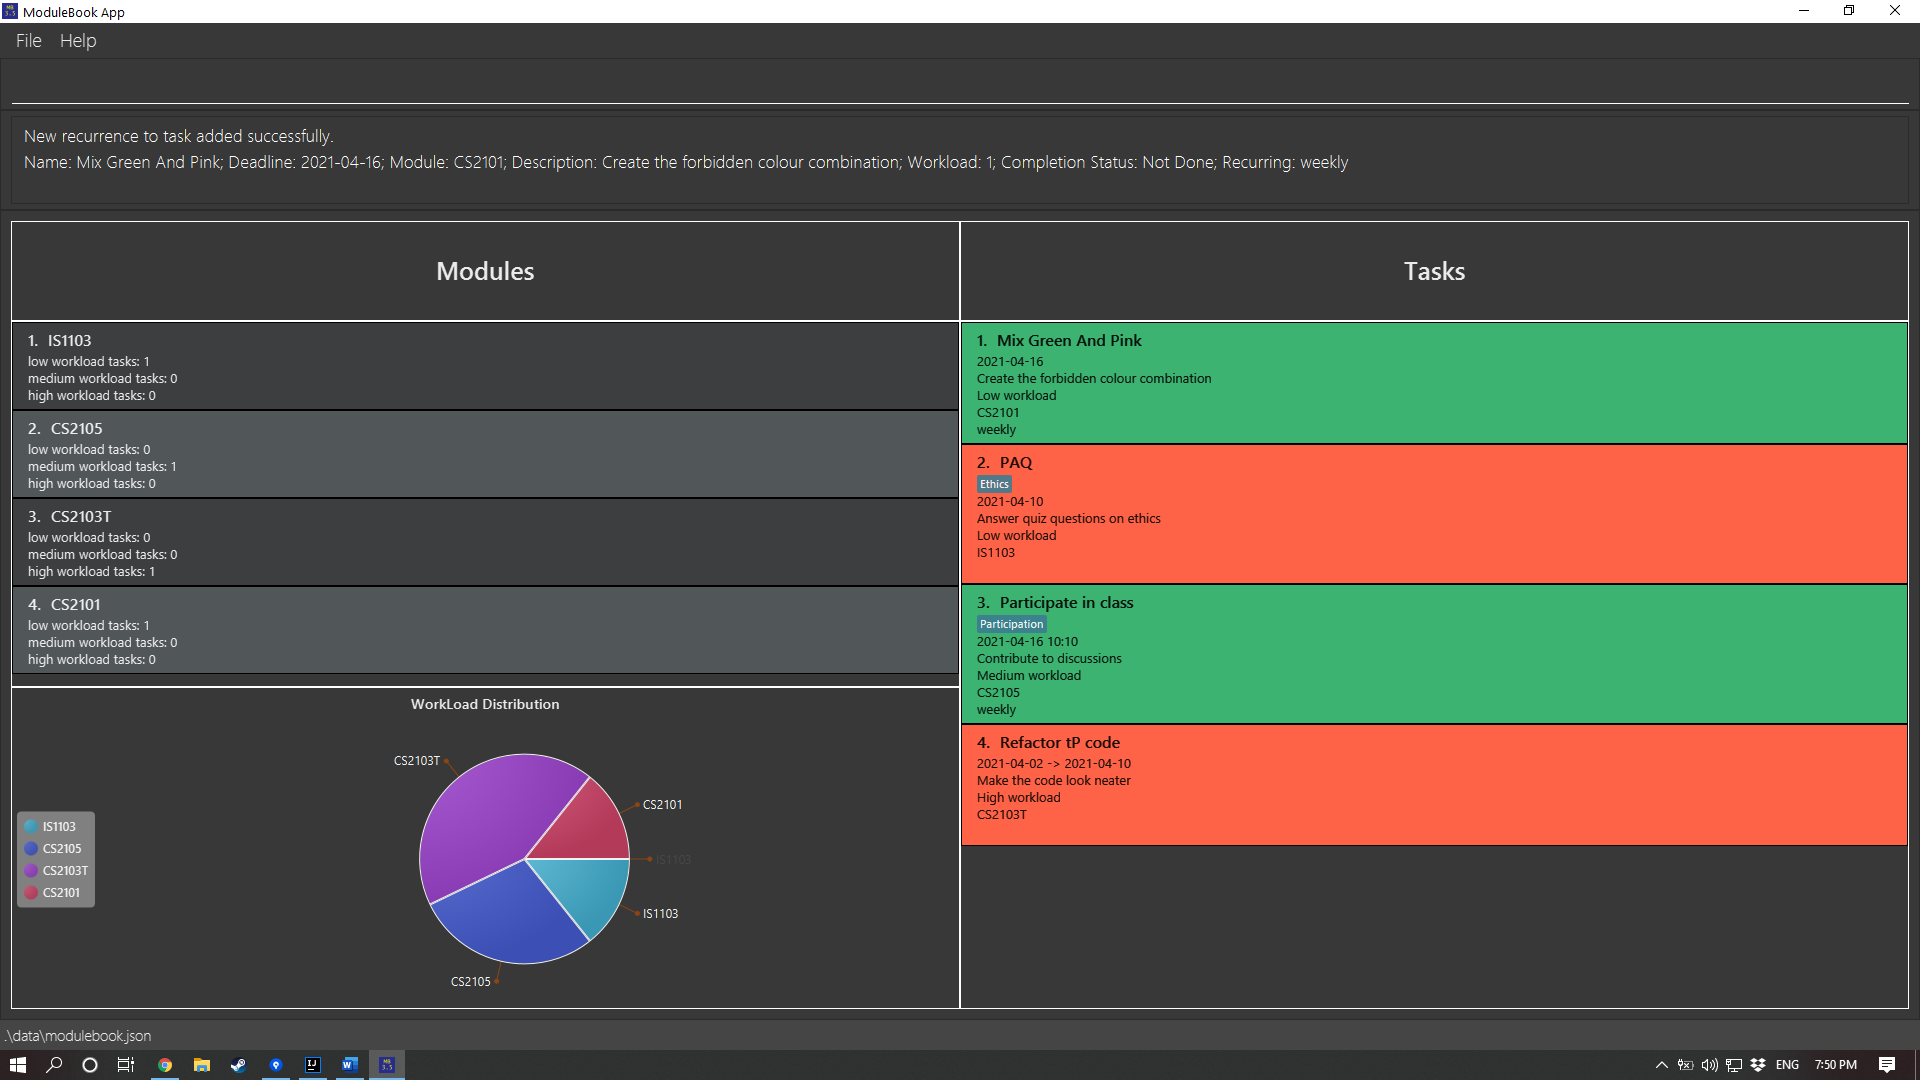 ModuleBook App
File Help
New recurrence to task added successfully.
Name: Mix Green And Pink; Deadline: 2021-04-16; Module: CS2101; Description: Create the forbidden colour combination; Workload: 1; Completion Status: Not Done; Recurring: weekly
Modules
1. IS1103
low workload tasks: 1
medium workload tasks: 0
high workload tasks: 0
2. CS2105
low workload tasks: 0
medium workload tasks: 1
high workload tasks: 0
3. CS2103T
low workload tasks: 0
medium workload tasks: 0
high workload tasks: 1
4. CS2101
low workload tasks: 1
medium workload tasks: 0
high workload tasks: 0
WorkLoad Distribution
CS2103T
CS2101
IS1103
IS1103
CS2105
IS1103
CS2105
CS2103T
CS2101
Tasks
1. Mix Green And Pink
2021-04-16
Create the forbidden colour combination
Low workload
CS2101
weekly
2. PAQ
Ethics
2021-04-10
Answer quiz questions on ethics
Low workload
IS1103
3. Participate in class
Participation
2021-04-16 10:10
Contribute to discussions
Medium workload
CS2105
weekly
4. Refactor tP code
2021-04-02 -> 2021-04-10
Make the code look neater
High workload
CS2103T
.\data\modulebook.json
ENG 7:50 PM